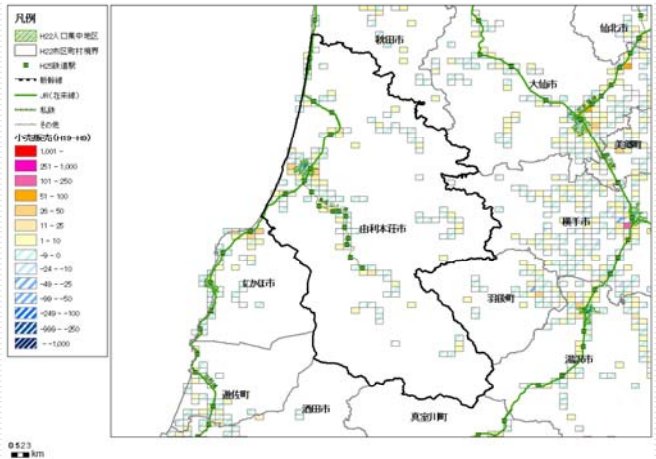 凡例
H22人口集中地区
H22市区町村境界
H25鉄道駅
新幹線
JR(在来線)
私鉄
その他
小売販売(H19-H9)
1,001 -
251 - 1,000
101 - 250
51 - 100
26 - 50
11 - 25
1 - 10
-9 - 0
-24 - -10
-49 - -25
-99 - -50
-249 - -100
-999 - -250
- -1,000
秋田市
仙北市
大仙市
美郷町
横手市
由利本荘市
にかほ市
羽後町
湯沢市
遊佐町
酒田市
真室川町
km